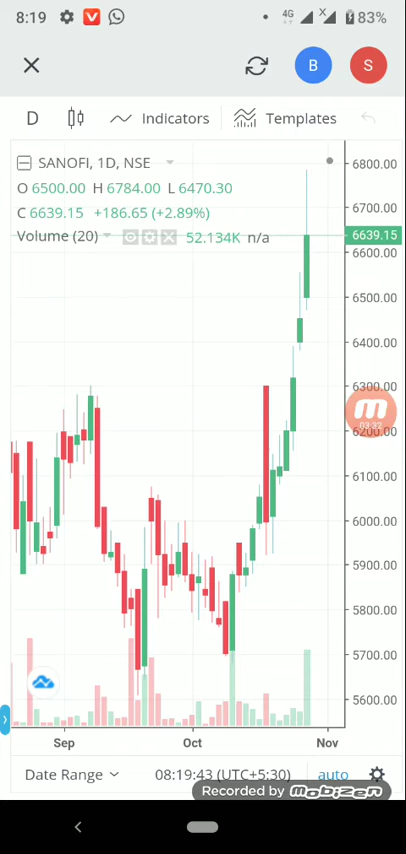 8:19 4G X 83%
B S
D Indicators Templates
SANOFI, 1D, NSE
O 6500.00 H 6784.00 L 6470.30
C 6639.15 +186.65 (+2.89%)
Volume (20) 52.134K n/a
6800.00
6700.00
6639.15
6600.00
6500.00
6400.00
6300.00
03:32
6200.00
6100.00
6000.00
5900.00
5800.00
5700.00
5600.00
Sep Oct Nov
Date Range 08:19:43 (UTC+5:30) auto
Recorded by Mobizen